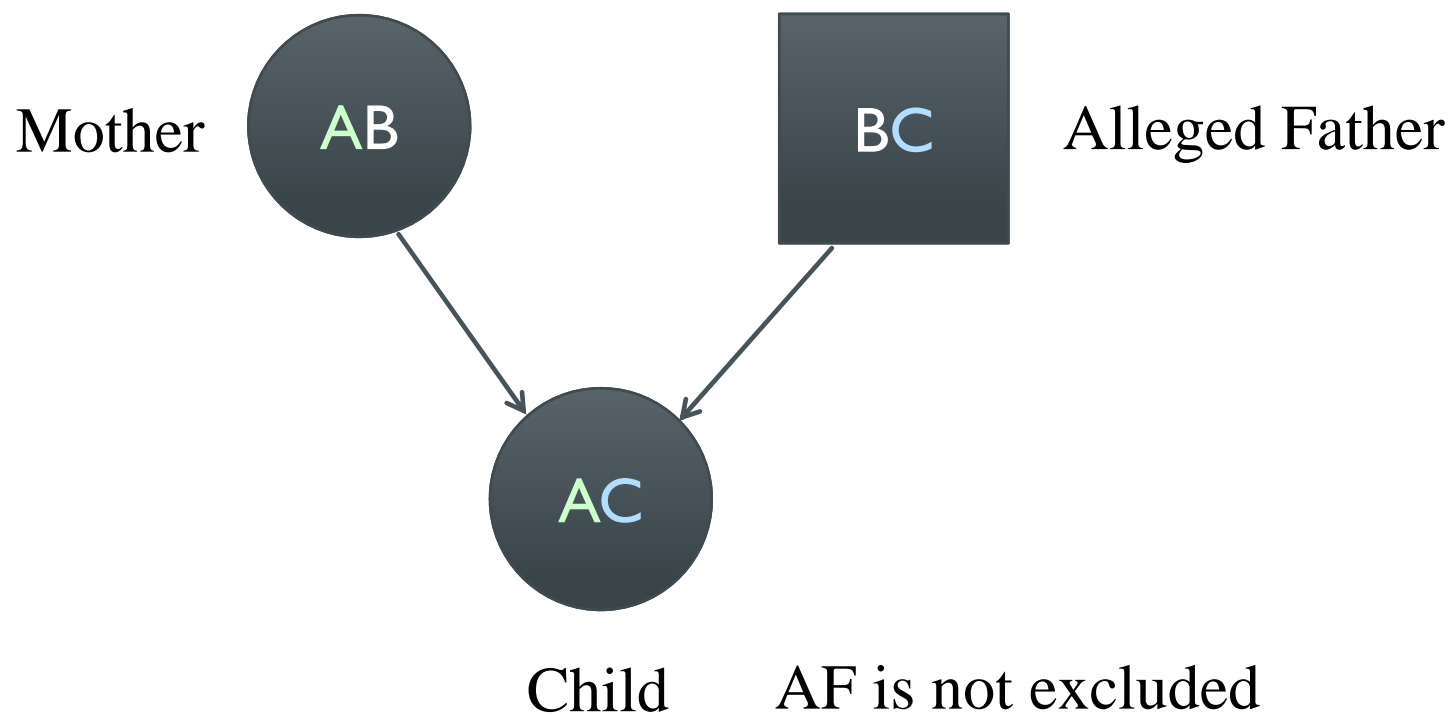 Mother
AB
BC
Alleged Father
AC
Child
AF is not excluded